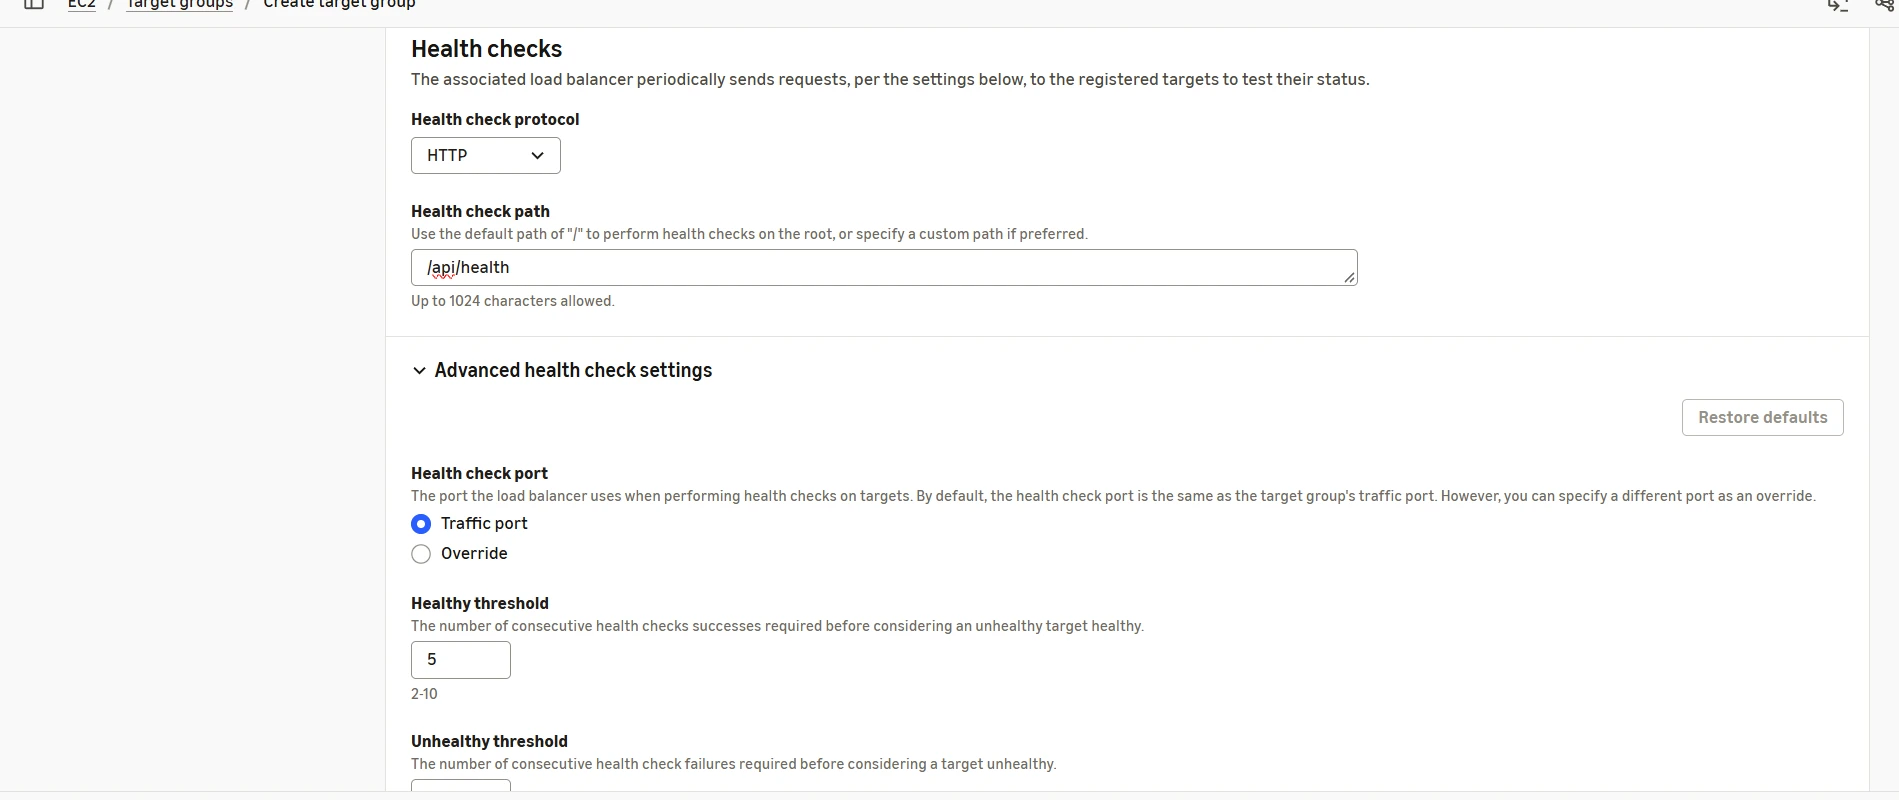 EC2 / Target groups / Create target group
Health checks
The associated load balancer periodically sends requests, per the settings below, to the registered targets to test their status.
Health check protocol
HTTP
Health check path
Use the default path of "/" to perform health checks on the root, or specify a custom path if preferred.
/api/health
Up to 1024 characters allowed.
Advanced health check settings
Restore defaults
Health check port
The port the load balancer uses when performing health checks on targets. By default, the health check port is the same as the target group's traffic port. However, you can specify a different port as an override.
Traffic port
Override
Healthy threshold
The number of consecutive health checks successes required before considering an unhealthy target healthy.
5
2-10
Unhealthy threshold
The number of consecutive health check failures required before considering a target unhealthy.